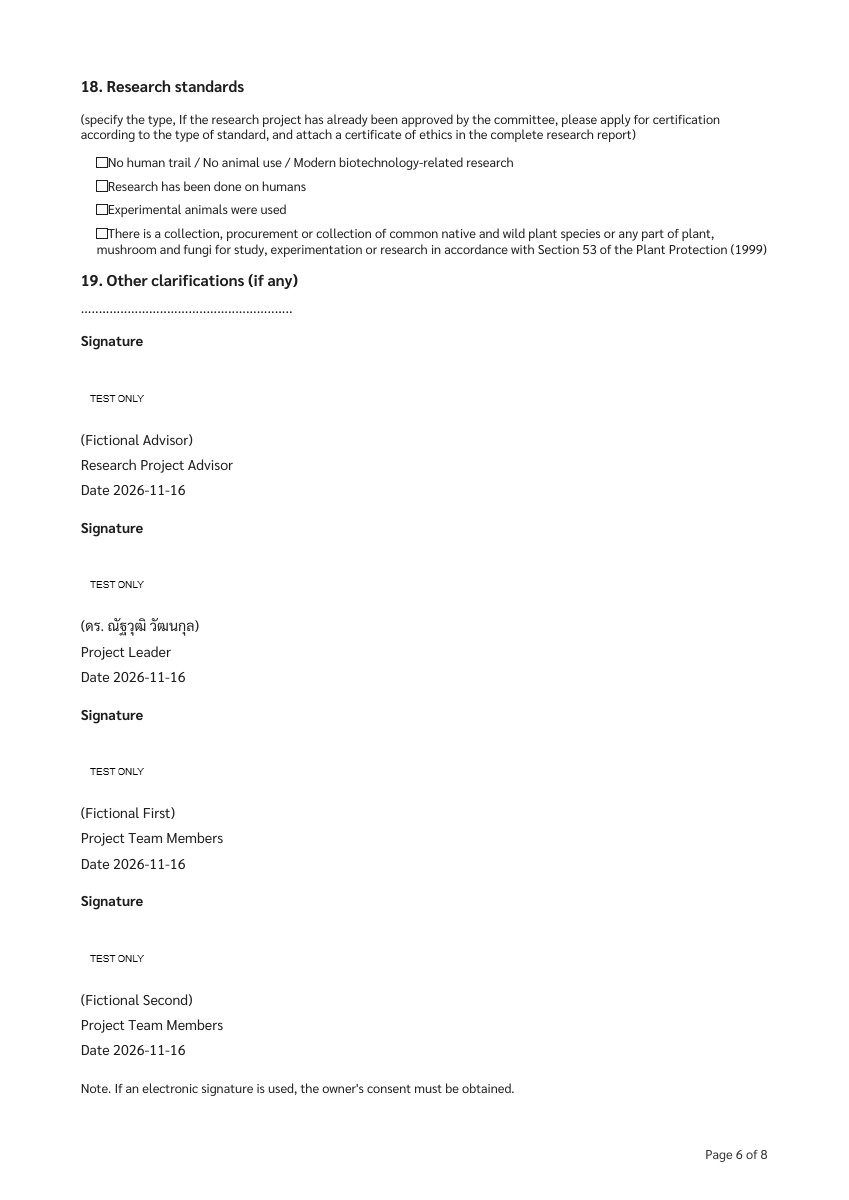 18. Research standards
(specify the type, If the research project has already been approved by the committee, please apply for certification
according to the type of standard, and attach a certificate of ethics in the complete research report)
☐No human trail / No animal use / Modern biotechnology-related research
☐Research has been done on humans
☐Experimental animals were used
☐There is a collection, procurement or collection of common native and wild plant species or any part of plant,
mushroom and fungi for study, experimentation or research in accordance with Section 53 of the Plant Protection (1999)
19. Other clarifications (if any)
...........................................................
Signature
TEST ONLY
(Fictional Advisor)
Research Project Advisor
Date 2026-11-16
Signature
TEST ONLY
(ดร. ณัฐวุฒิ วัฒนกุล)
Project Leader
Date 2026-11-16
Signature
TEST ONLY
(Fictional First)
Project Team Members
Date 2026-11-16
Signature
TEST ONLY
(Fictional Second)
Project Team Members
Date 2026-11-16
Note. If an electronic signature is used, the owner's consent must be obtained.
Page 6 of 8